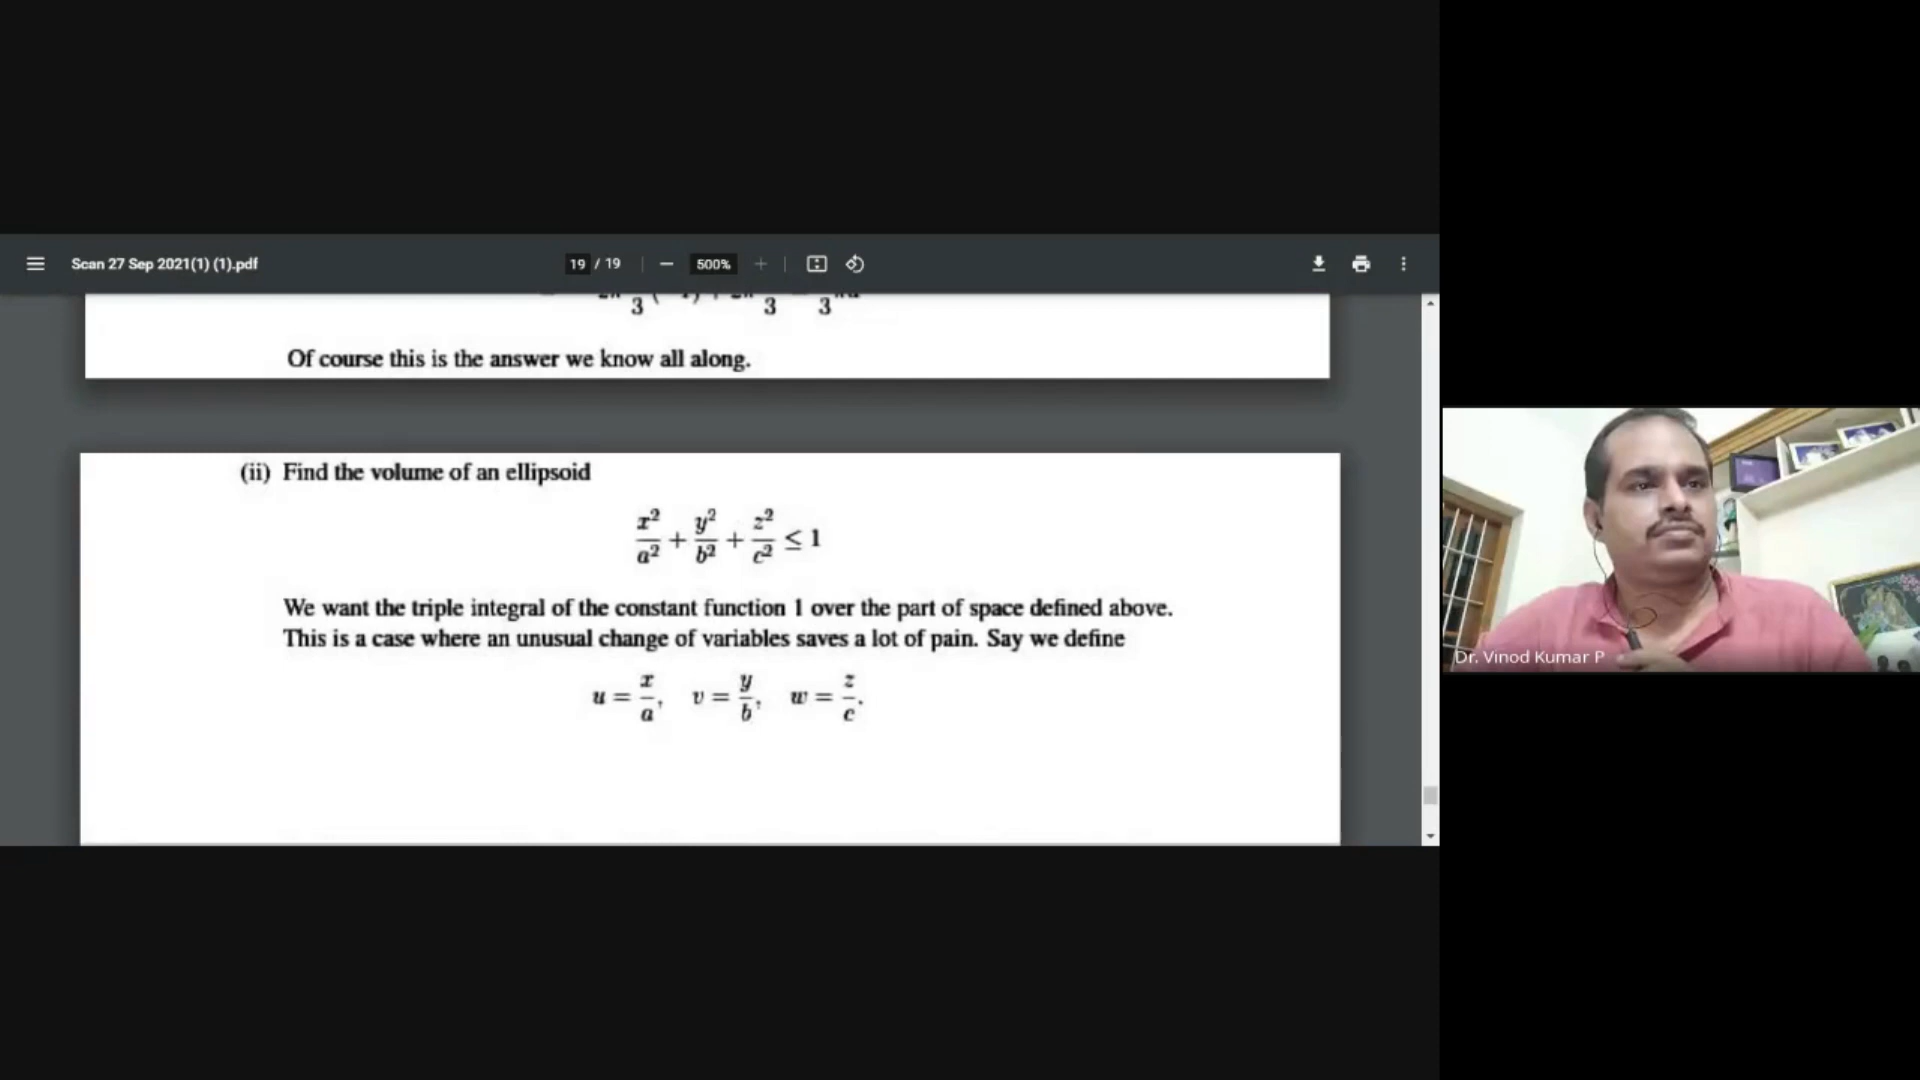 Scan 27 Sep 2021(1) (1).pdf
19 / 19
500%
3 3 3
Of course this is the answer we know all along.
(ii) Find the volume of an ellipsoid
x²/a² + y²/b² + z²/c² ≤ 1
We want the triple integral of the constant function 1 over the part of space defined above.
This is a case where an unusual change of variables saves a lot of pain. Say we define
u = x/a, v = y/b, w = z/c.
Dr. Vinod Kumar P